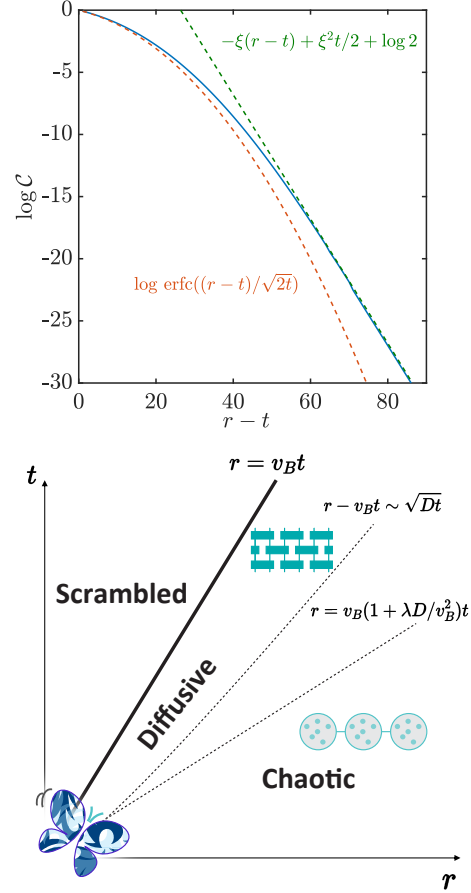 0
-5
-10
-15
-20
-25
-30
log 𝒞
−ξ(r − t) + ξ²t/2 + log 2
log erfc((r − t)/√2t)
0 20 40 60 80
r − t
t
r = v_B t
r − v_B t ∼ √Dt
Scrambled
r = v_B(1 + λD/v_B²)t
Diffusive
Chaotic
r